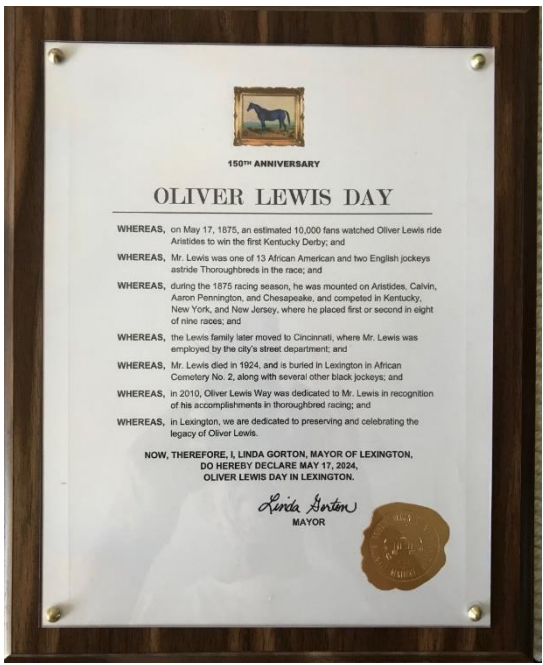 150TH ANNIVERSARY
OLIVER LEWIS DAY
WHEREAS, on May 17, 1875, an estimated 10,000 fans watched Oliver Lewis ride
Aristides to win the first Kentucky Derby; and
WHEREAS, Mr. Lewis was one of 13 African American and two English jockeys
astride Thoroughbreds in the race; and
WHEREAS, during the 1875 racing season, he was mounted on Aristides, Calvin,
Aaron Pennington, and Chesapeake, and competed in Kentucky,
New York, and New Jersey, where he placed first or second in eight
of nine races; and
WHEREAS, the Lewis family later moved to Cincinnati, where Mr. Lewis was
employed by the city's street department; and
WHEREAS, Mr. Lewis died in 1924, and is buried in Lexington in African
Cemetery No. 2, along with several other black jockeys; and
WHEREAS, in 2010, Oliver Lewis Way was dedicated to Mr. Lewis in recognition
of his accomplishments in thoroughbred racing; and
WHEREAS, in Lexington, we are dedicated to preserving and celebrating the
legacy of Oliver Lewis.
NOW, THEREFORE, I, LINDA GORTON, MAYOR OF LEXINGTON,
DO HEREBY DECLARE MAY 17, 2024,
OLIVER LEWIS DAY IN LEXINGTON.
Linda Gorton
MAYOR